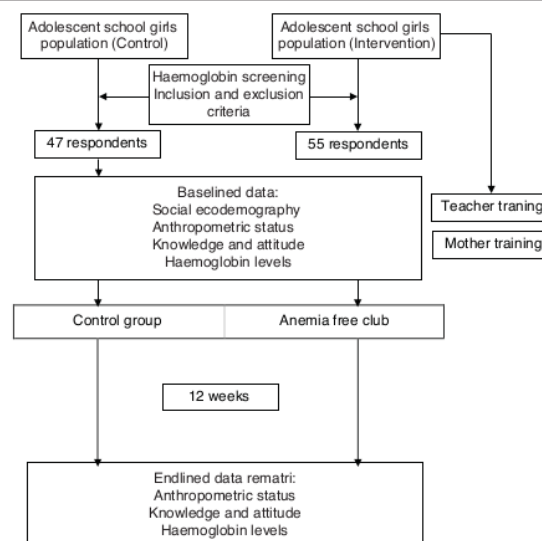 Adolescent school girls
population (Control)
Adolescent school girls
population (Intervention)
Haemoglobin screening
Inclusion and exclusion
criteria
47 respondents
55 respondents
Baselined data:
Social ecodemography
Anthropometric status
Knowledge and attitude
Haemoglobin levels
Teacher traning
Mother training
Control group
Anemia free club
12 weeks
Endlined data rematri:
Anthropometric status
Knowledge and attitude
Haemoglobin levels